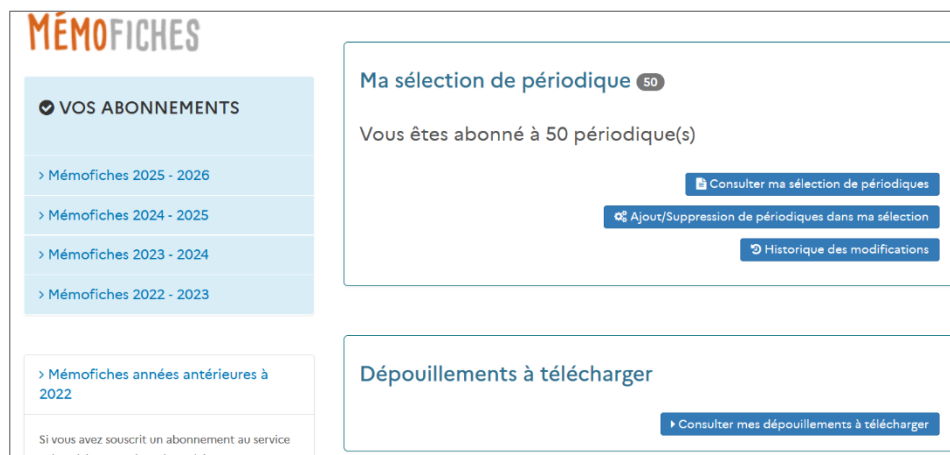 MÉMOFICHES
VOS ABONNEMENTS
> Mémofiches 2025 - 2026
> Mémofiches 2024 - 2025
> Mémofiches 2023 - 2024
> Mémofiches 2022 - 2023
> Mémofiches années antérieures à
2022
Si vous avez souscrit un abonnement au service
Ma sélection de périodique 50
Vous êtes abonné à 50 périodique(s)
Consulter ma sélection de périodiques
Ajout/Suppression de périodiques dans ma sélection
Historique des modifications
Dépouillements à télécharger
Consulter mes dépouillements à télécharger